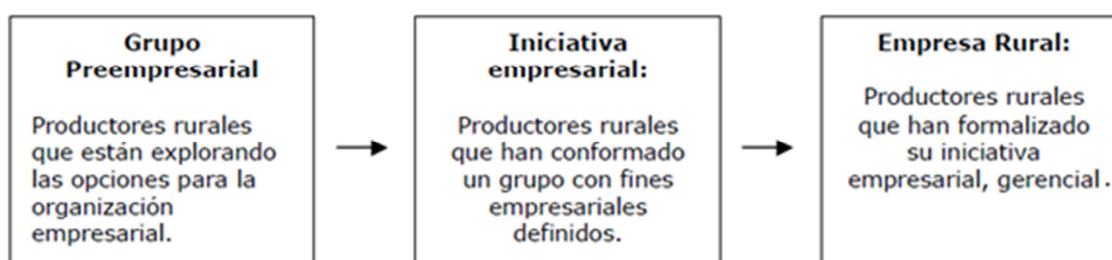 Grupo
Preempresarial
Productores rurales
que están explorando
las opciones para la
organización
empresarial.
Iniciativa
empresarial:
Productores rurales
que han conformado
un grupo con fines
empresariales
definidos.
Empresa Rural:
Productores rurales
que han formalizado
su iniciativa
empresarial, gerencial.